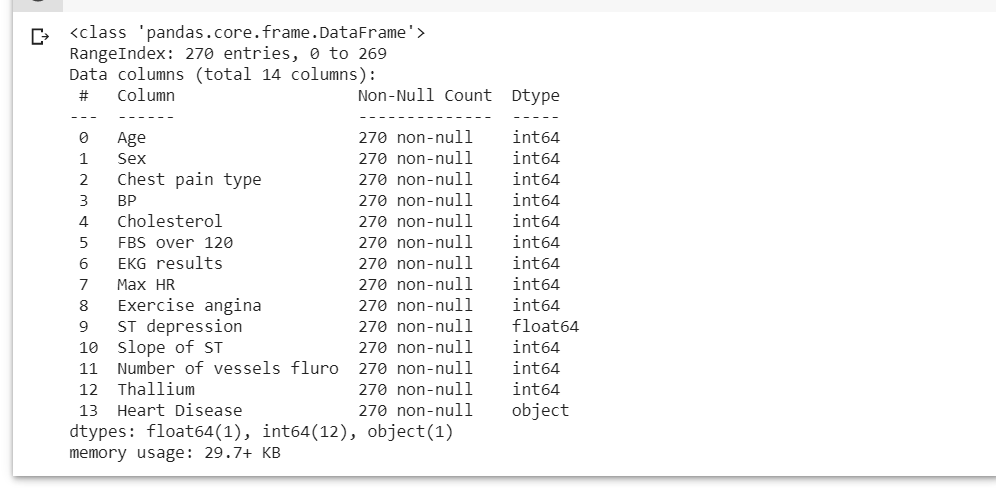 <class 'pandas.core.frame.DataFrame'>
RangeIndex: 270 entries, 0 to 269
Data columns (total 14 columns):
 #   Column                   Non-Null Count  Dtype
---  ------                   --------------  -----
 0   Age                      270 non-null    int64
 1   Sex                      270 non-null    int64
 2   Chest pain type          270 non-null    int64
 3   BP                       270 non-null    int64
 4   Cholesterol              270 non-null    int64
 5   FBS over 120             270 non-null    int64
 6   EKG results              270 non-null    int64
 7   Max HR                   270 non-null    int64
 8   Exercise angina          270 non-null    int64
 9   ST depression            270 non-null    float64
 10  Slope of ST              270 non-null    int64
 11  Number of vessels fluro  270 non-null    int64
 12  Thallium                 270 non-null    int64
 13  Heart Disease            270 non-null    object
dtypes: float64(1), int64(12), object(1)
memory usage: 29.7+ KB